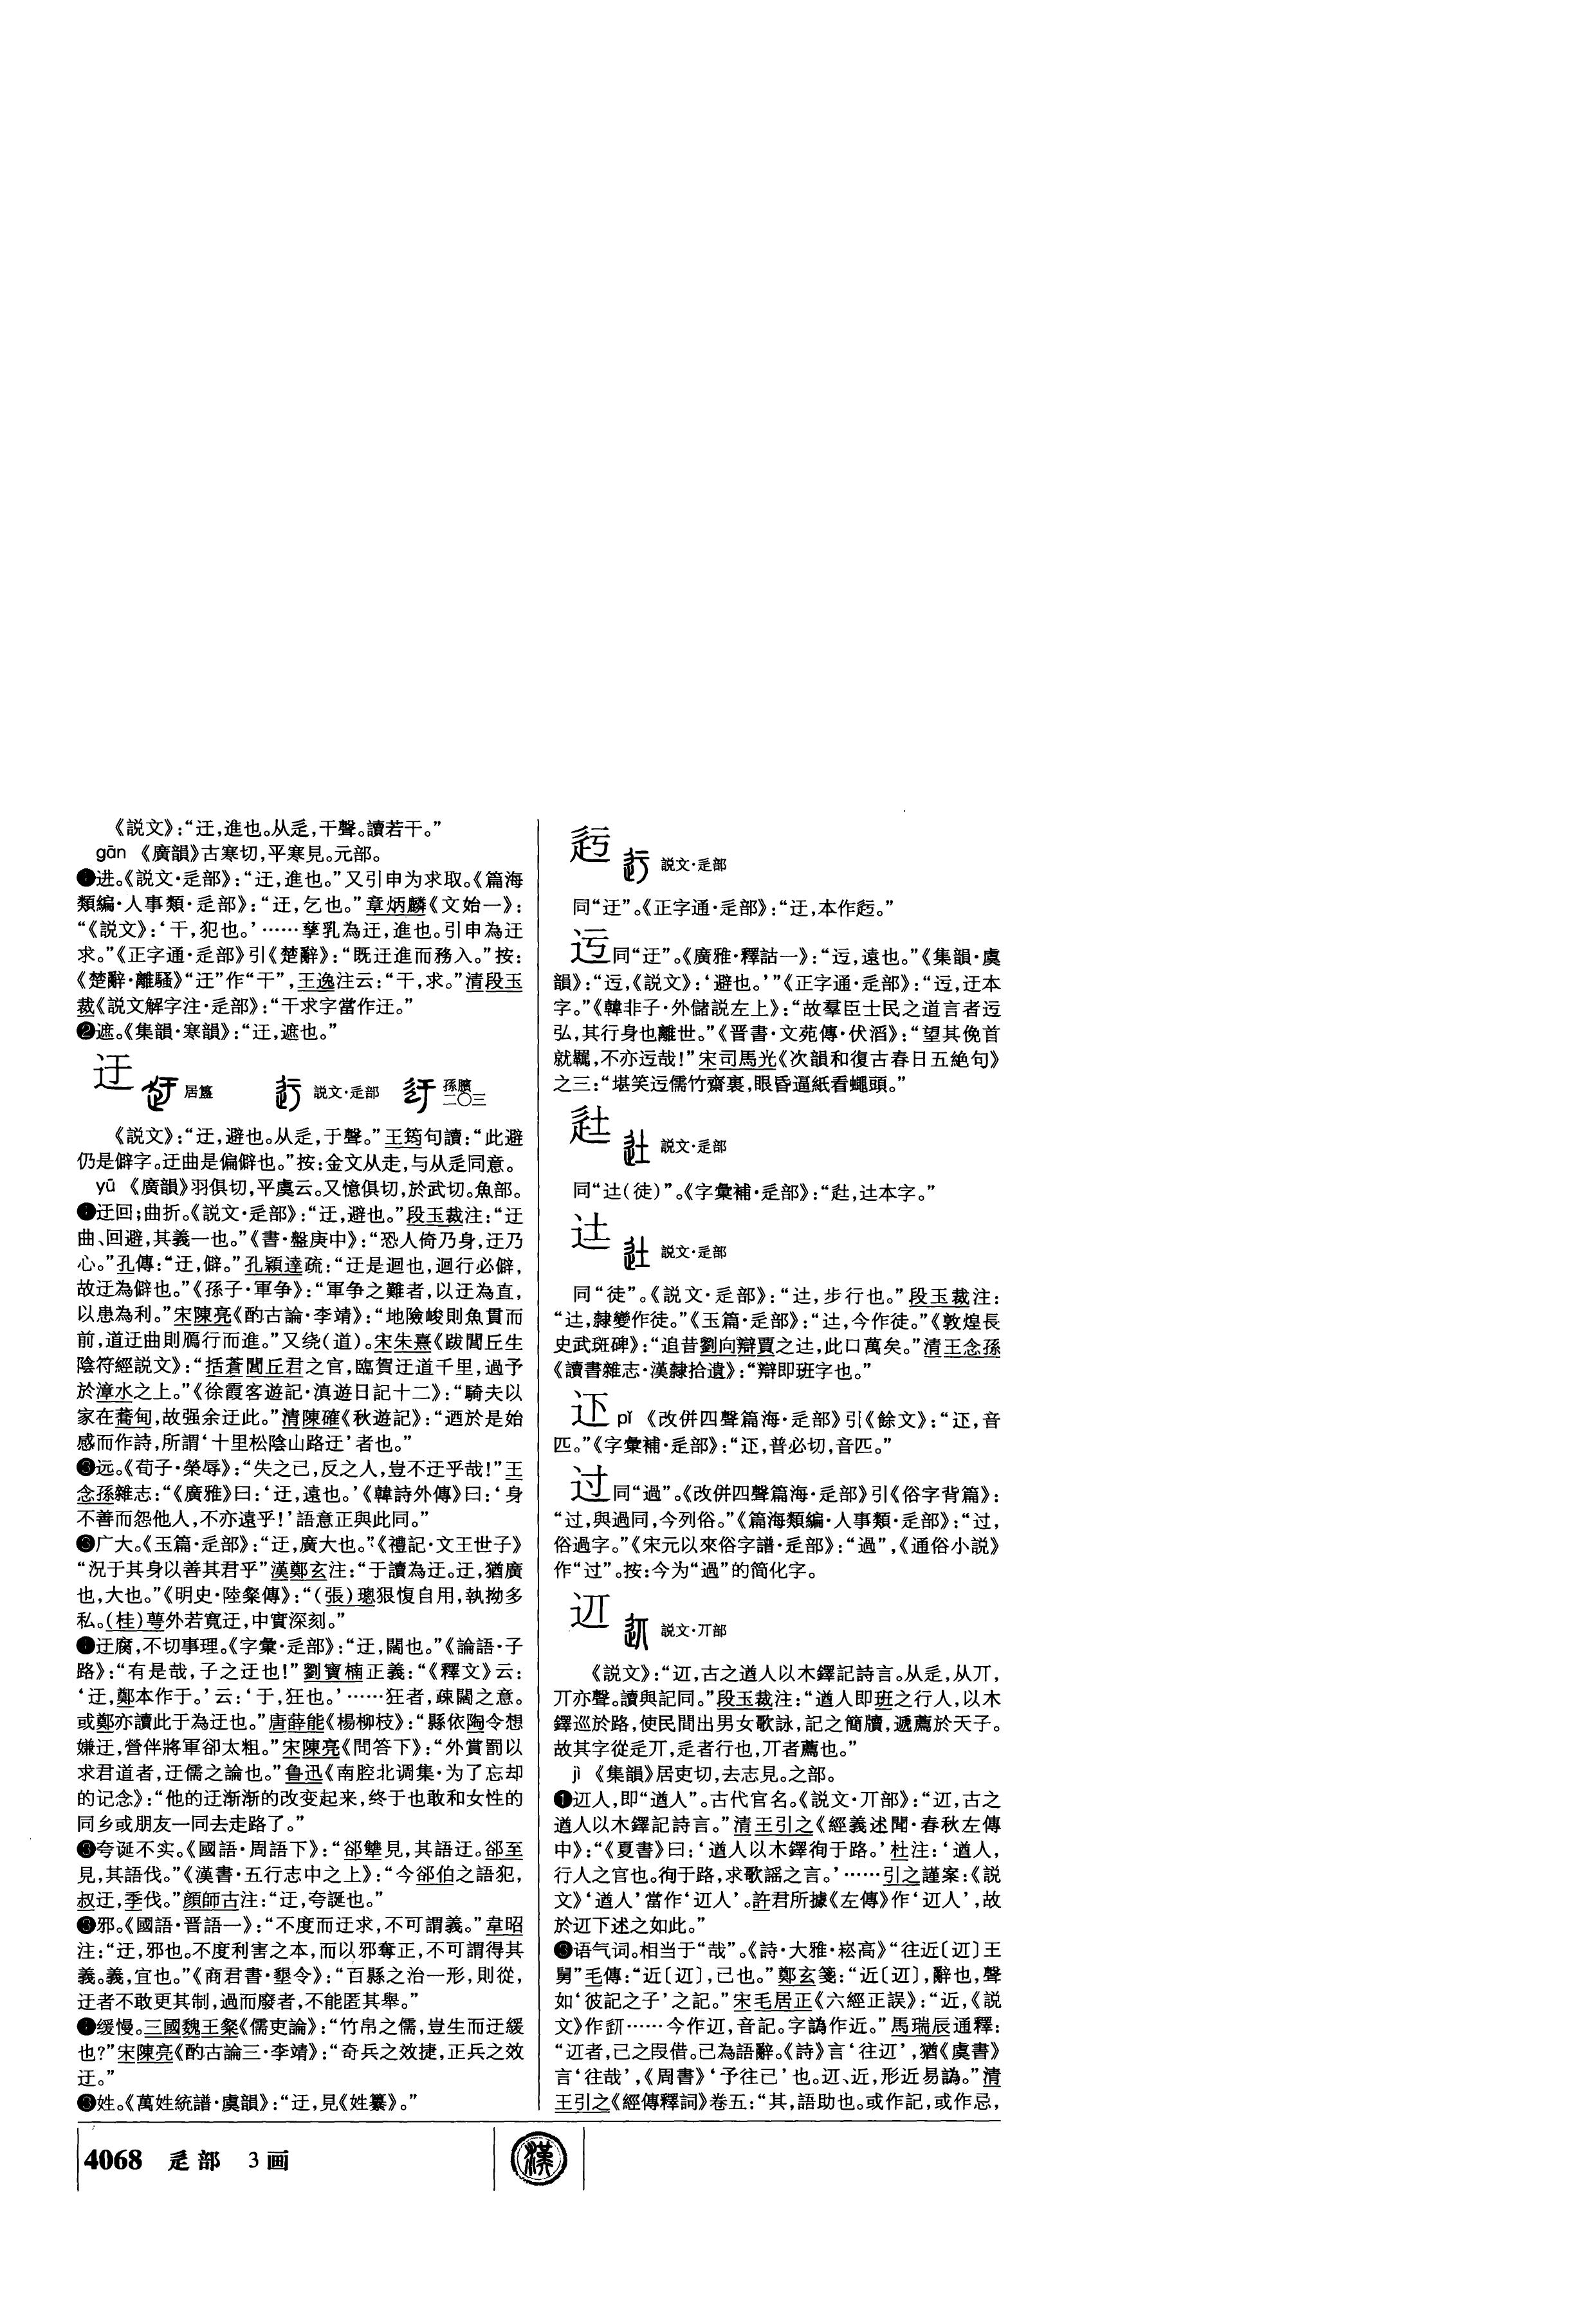 《説文》：“迀，進也。从辵，干聲。讀若干。”
gān 《廣韻》古寒切，平寒見。元部。
❶进。《説文·辵部》：“迀，進也。”又引申为求取。《篇海
類編·人事類·辵部》：“迀，乞也。”章炳麟《文始一》：
“《説文》：‘干，犯也。’……孳乳為迀，進也。引申為迀
求。”《正字通·辵部》引《楚辭》：“既迀進而務入。”按：
《楚辭·離騷》“迀”作“干”，王逸注云：“干，求。”清段玉
裁《説文解字注·辵部》：“干求字當作迀。”
❷遮。《集韻·寒韻》：“迀，遮也。”
迂 居簋 説文·辵部 孫臏
二〇三
《説文》：“迂，避也。从辵，于聲。”王筠句讀：“此避
仍是僻字。迂曲是偏僻也。”按：金文从走，与从辵同意。
yū 《廣韻》羽俱切，平虞云。又憶俱切，於武切。魚部。
迂回；曲折。《説文·辵部》：“迂，避也。”段玉裁注：“迂
曲、回避，其義一也。”《書·盤庚中》：“恐人倚乃身，迂乃
心。”孔傳：“迂，僻。”孔穎達疏：“迂是迴也，迴行必僻，
故迂為僻也。”《孫子·軍争》：“軍争之難者，以迂為直，
以患為利。”宋陳亮《酌古論·李靖》：“地險峻則魚貫而
前，道迂曲則鴈行而進。”又绕（道）。宋朱熹《跋閭丘生
陰符經説文》：“括蒼閭丘君之官，臨賀迂道千里，過予
於漳水之上。”《徐霞客遊記·滇遊日記十二》：“騎夫以
家在蕎甸，故强余迂此。”清陳確《秋遊記》：“迺於是始
感而作詩，所謂‘十里松陰山路迂’者也。”
远。《荀子·榮辱》：“失之己，反之人，豈不迂乎哉！”王
念孫雜志：“《廣雅》曰：‘迂，遠也。’《韓詩外傳》曰：‘身
不善而怨他人，不亦遠乎！’語意正與此同。”
❸广大。《玉篇·辵部》：“迂，廣大也。”《禮記·文王世子》
“況于其身以善其君乎”漢鄭玄注：“于讀為迂。迂，猶廣
也，大也。”《明史·陸粲傳》：“（張）璁狠愎自用，執拗多
私。（桂）萼外若寬迂，中實深刻。”
迂腐，不切事理。《字彙·辵部》：“迂，闊也。”《論語·子
路》：“有是哉，子之迂也！”劉寶楠正義：“《釋文》云：
‘迂，鄭本作于。’云：‘于，狂也。’……狂者，疎闊之意。
或鄭亦讀此于為迂也。”唐薛能《楊柳枝》：“縣依陶令想
嫌迂，營伴將軍卻太粗。”宋陳亮《問答下》：“外賞罰以
求君道者，迂儒之論也。”鲁迅《南腔北调集·为了忘却
的记念》：“他的迂渐渐的改变起来，终于也敢和女性的
同乡或朋友一同去走路了。”
夸诞不实。《國語·周語下》：“郤犨見，其語迂。郤至
見，其語伐。”《漢書·五行志中之上》：“今郤伯之語犯，
叔迂，季伐。”顔師古注：“迂，夸誕也。”
邪。《國語·晋語一》：“不度而迂求，不可謂義。”韋昭
注：“迂，邪也。不度利害之本，而以邪奪正，不可謂得其
義。義，宜也。”《商君書·墾令》：“百縣之治一形，則從，
迂者不敢更其制，過而廢者，不能匿其舉。”
缓慢。三國魏王粲《儒吏論》：“竹帛之儒，豈生而迂緩
也？”宋陳亮《酌古論三·李靖》：“奇兵之效捷，正兵之效
迂。”
姓。《萬姓統譜·虞韻》：“迂，見《姓纂》。”
説文·辵部
同“迂”。《正字通·辵部》：“迂，本作。”
同“迂”。《廣雅·釋詁一》：“，遠也。”《集韻·虞
韻》：“，《説文》：‘避也。’”《正字通·辵部》：“，迂本
字。”《韓非子·外儲説左上》：“故羣臣士民之道言者
弘，其行身也離世。”《晋書·文苑傳·伏滔》：“望其俛首
就羈，不亦哉！”宋司馬光《次韻和復古春日五絶句》
之三：“堪笑儒竹齋裏，眼昏逼紙看蠅頭。”
説文·辵部
同“𨑒（徒）”。《字彙補·辵部》：“，𨑒本字。”
𨑒 説文·辵部
同“徒”。《説文·辵部》：“𨑒，步行也。”段玉裁注：
“𨑒，隸變作徒。”《玉篇·辵部》：“𨑒，今作徒。”《敦煌長
史武斑碑》：“追昔劉向辯賈之𨑒，此口萬矣。”清王念孫
《讀書雜志·漢隸拾遺》：“辯即班字也。”
pǐ 《改併四聲篇海·辵部》引《餘文》：“，音
匹。”《字彙補·辵部》：“，普必切，音匹。”
过同“過”。《改併四聲篇海·辵部》引《俗字背篇》：
“过，與過同，今列俗。”《篇海類編·人事類·辵部》：“过，
俗過字。”《宋元以來俗字譜·辵部》：“過”，《通俗小説》
作“过”。按：今为“過”的简化字。
䢋 説文·丌部
《説文》：“䢋，古之遒人以木鐸記詩言。从辵，从丌，
丌亦聲。讀與記同。”段玉裁注：“遒人即班之行人，以木
鐸巡於路，使民間出男女歌詠，記之簡牘，遞薦於天子。
故其字從辵丌，辵者行也，丌者薦也。”
jì 《集韻》居吏切，去志見。之部。
❶䢋人，即“遒人”。古代官名。《説文·丌部》：“䢋，古之
遒人以木鐸記詩言。”清王引之《經義述聞·春秋左傳
中》：“《夏書》曰：‘遒人以木鐸徇于路。’杜注：‘遒人，
行人之官也。徇于路，求歌謡之言。’……引之謹案：《説
文》‘遒人’當作‘䢋人’。許君所據《左傳》作‘䢋人’，故
於䢋下述之如此。”
语气词。相当于“哉”。《詩·大雅·崧高》“往近〔䢋〕王
舅”毛傳：“近〔䢋〕，己也。”鄭玄箋：“近〔䢋〕，辭也，聲
如‘彼記之子’之記。”宋毛居正《六經正誤》：“近，《説
文》作……今作䢋，音記。字譌作近。”馬瑞辰通釋：
“䢋者，己之叚借。己為語辭。《詩》言‘往䢋’，猶《虞書》
言‘往哉’，《周書》‘予往己’也。䢋、近，形近易譌。”清
王引之《經傳釋詞》卷五：“其，語助也。或作記，或作忌，
4068 辵部 3画 漢